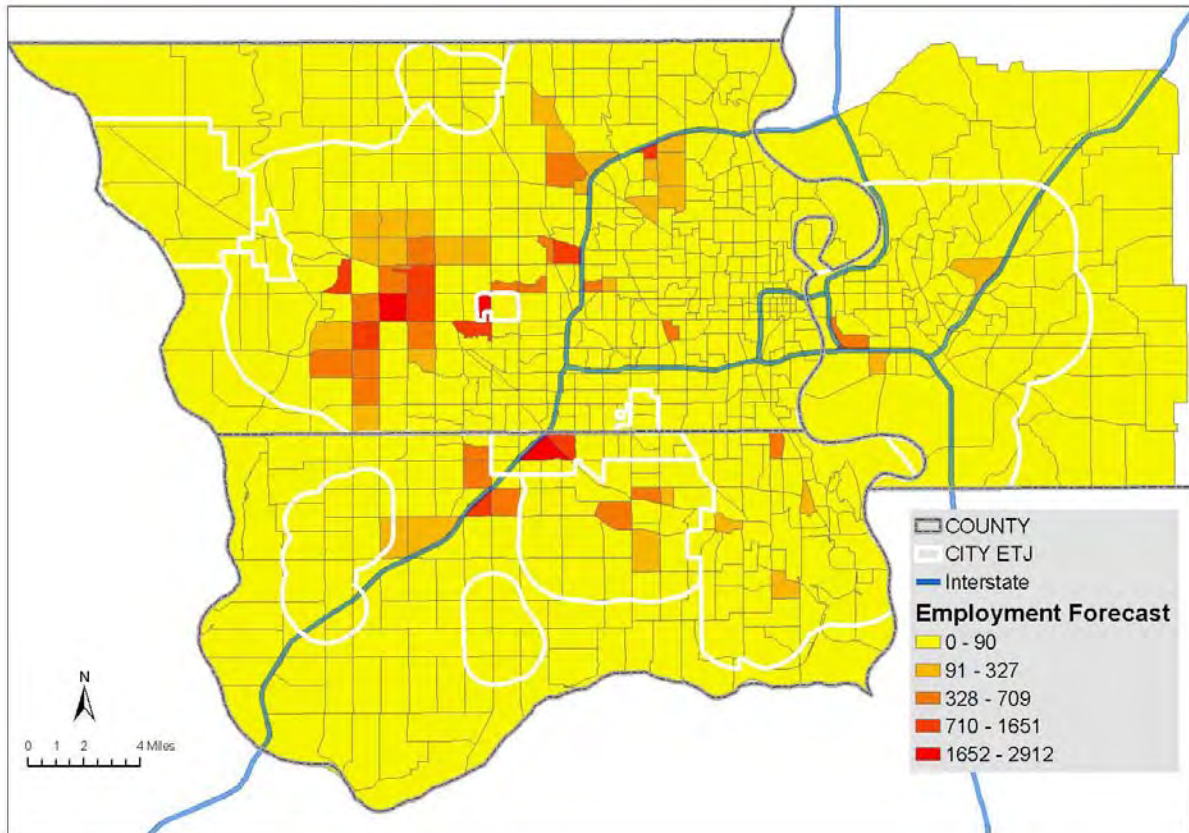 COUNTY
CITY ETJ
Interstate
Employment Forecast
0 - 90
91 - 327
328 - 709
710 - 1651
1652 - 2912
N
0 1 2 4 Miles